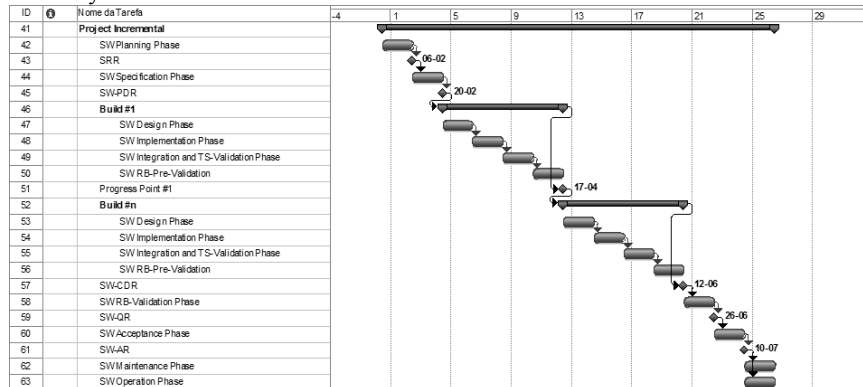 ID Nome da Tarefa -4 1 5 9 13 17 21 25 29
41 Project Incremental
42 SW Planning Phase
43 SRR 06-02
44 SW Specification Phase
45 SW-PDR 20-02
46 Build #1
47 SW Design Phase
48 SW Implementation Phase
49 SW Integration and TS-Validation Phase
50 SW RB-Pre-Validation
51 Progress Point #1 17-04
52 Build #n
53 SW Design Phase
54 SW Implementation Phase
55 SW Integration and TS-Validation Phase
56 SW RB-Pre-Validation
57 SW-CDR 12-06
58 SW RB-Validation Phase
59 SW-QR 26-06
60 SW Acceptance Phase
61 SW-AR 10-07
62 SW Maintenance Phase
63 SW Operation Phase